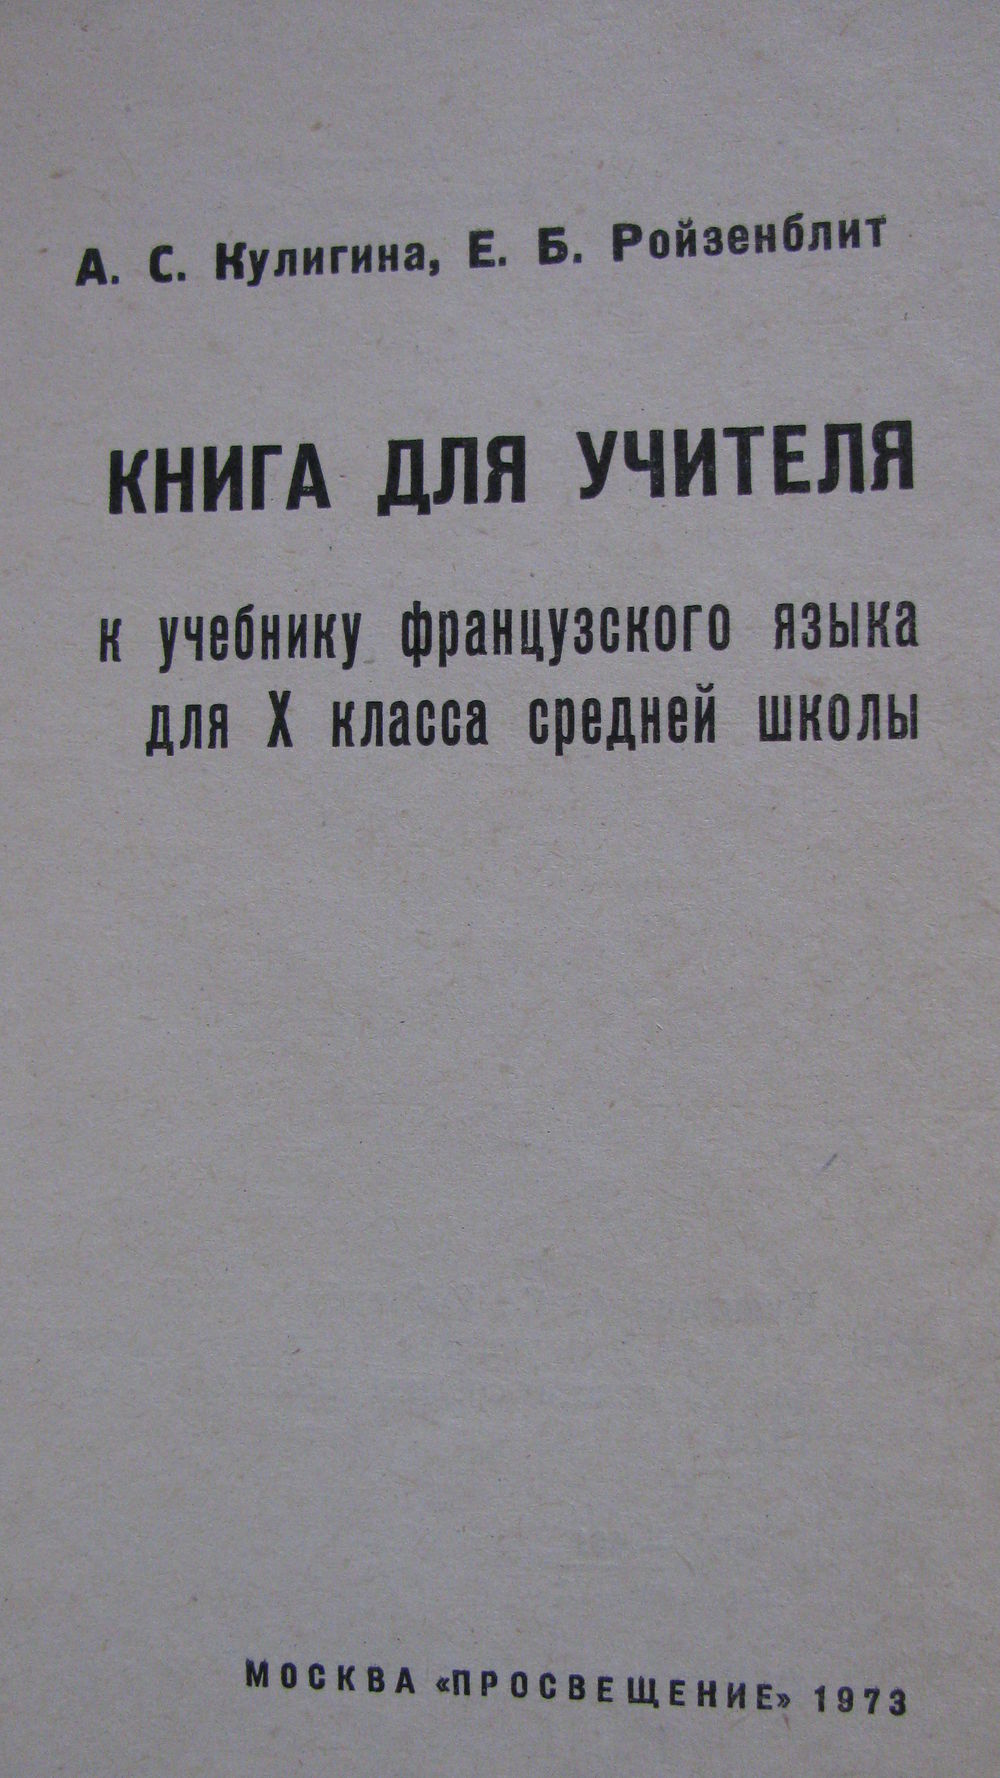 А. С. Кулигина, Е. Б. Ройзенблит
КНИГА ДЛЯ УЧИТЕЛЯ
к учебнику французского языка
для X класса средней школы
МОСКВА «ПРОСВЕЩЕНИЕ» 1973